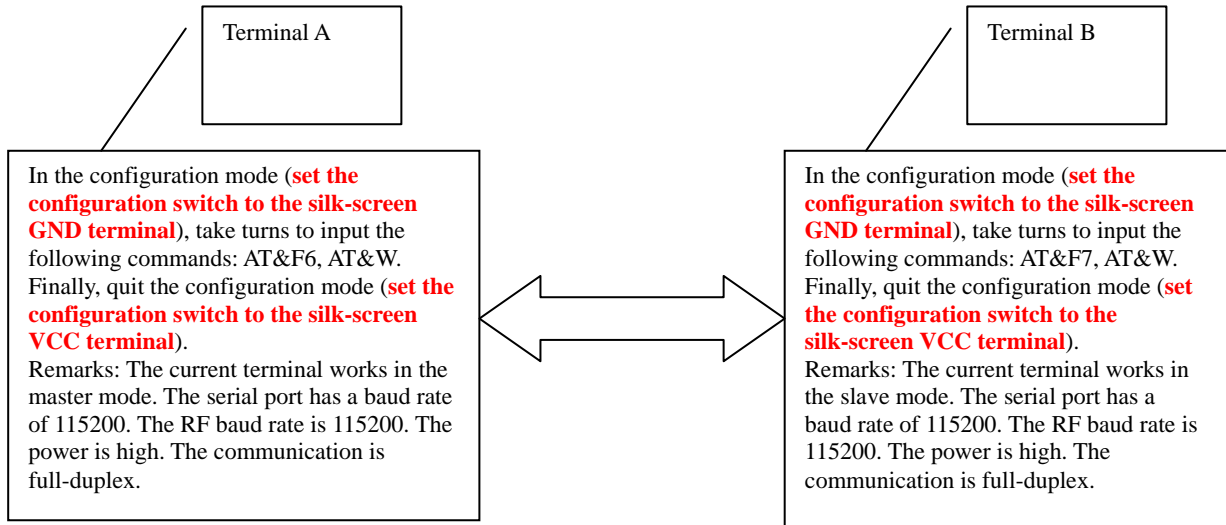 Terminal A
In the configuration mode (set the
configuration switch to the silk-screen
GND terminal), take turns to input the
following commands: AT&F6, AT&W.
Finally, quit the configuration mode (set the
configuration switch to the silk-screen
VCC terminal).
Remarks: The current terminal works in the
master mode. The serial port has a baud rate
of 115200. The RF baud rate is 115200. The
power is high. The communication is
full-duplex.
Terminal B
In the configuration mode (set the
configuration switch to the silk-screen
GND terminal), take turns to input the
following commands: AT&F7, AT&W.
Finally, quit the configuration mode (set
the configuration switch to the
silk-screen VCC terminal).
Remarks: The current terminal works in
the slave mode. The serial port has a
baud rate of 115200. The RF baud rate is
115200. The power is high. The
communication is full-duplex.